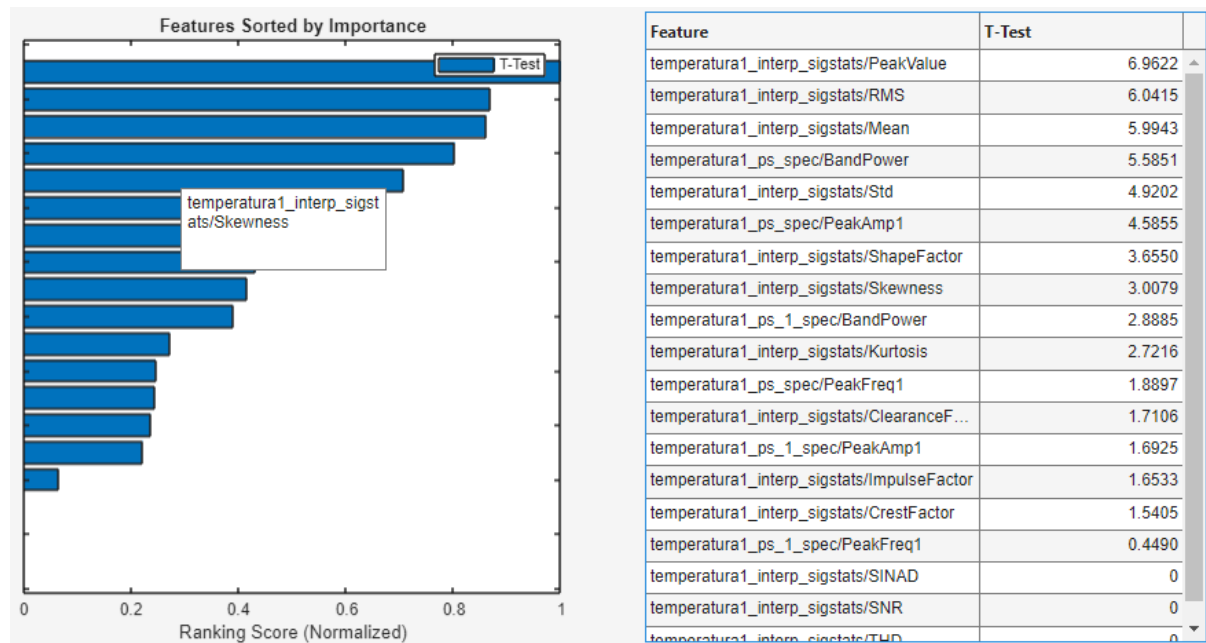 Features Sorted by Importance
T-Test
temperatura1_interp_sigst
ats/Skewness
0 0.2 0.4 0.6 0.8 1
Ranking Score (Normalized)
Feature T-Test
temperatura1_interp_sigstats/PeakValue 6.9622
temperatura1_interp_sigstats/RMS 6.0415
temperatura1_interp_sigstats/Mean 5.9943
temperatura1_ps_spec/BandPower 5.5851
temperatura1_interp_sigstats/Std 4.9202
temperatura1_ps_spec/PeakAmp1 4.5855
temperatura1_interp_sigstats/ShapeFactor 3.6550
temperatura1_interp_sigstats/Skewness 3.0079
temperatura1_ps_1_spec/BandPower 2.8885
temperatura1_interp_sigstats/Kurtosis 2.7216
temperatura1_ps_spec/PeakFreq1 1.8897
temperatura1_interp_sigstats/ClearanceF... 1.7106
temperatura1_ps_1_spec/PeakAmp1 1.6925
temperatura1_interp_sigstats/ImpulseFactor 1.6533
temperatura1_interp_sigstats/CrestFactor 1.5405
temperatura1_ps_1_spec/PeakFreq1 0.4490
temperatura1_interp_sigstats/SINAD 0
temperatura1_interp_sigstats/SNR 0
temperatura1_interp_sigstats/THD 0